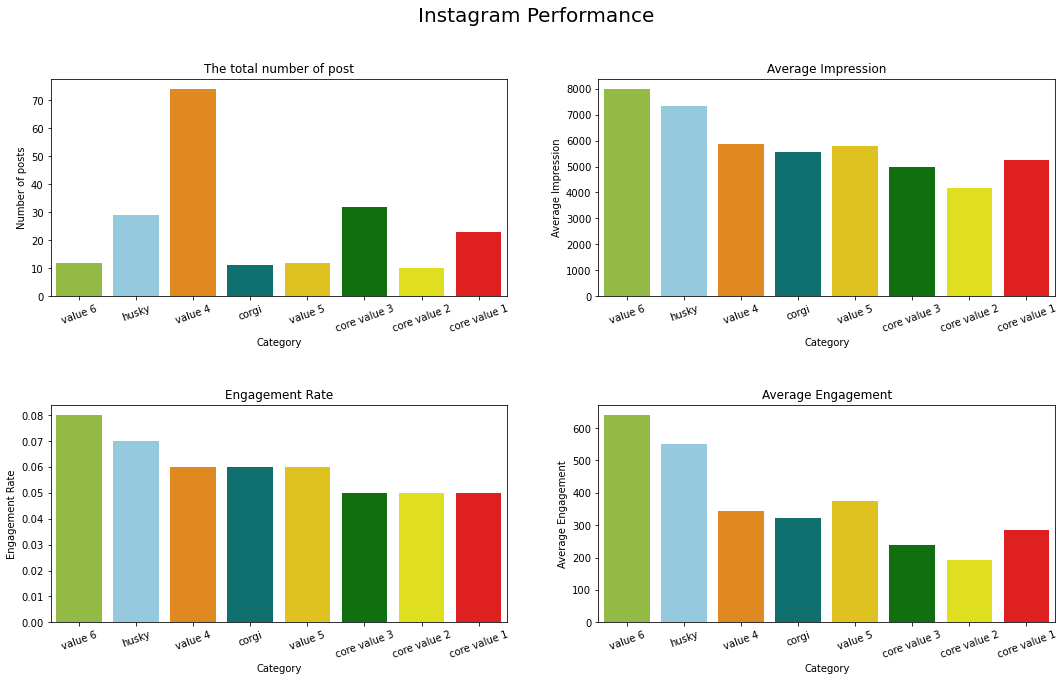 Instagram Performance
The total number of post
Number of posts
70
60
50
40
30
20
10
0
value 6 husky value 4 corgi value 5 core value 3 core value 2 core value 1
Category
Average Impression
Average Impression
8000
7000
6000
5000
4000
3000
2000
1000
0
value 6 husky value 4 corgi value 5 core value 3 core value 2 core value 1
Category
Engagement Rate
Engagement Rate
0.08
0.07
0.06
0.05
0.04
0.03
0.02
0.01
0.00
value 6 husky value 4 corgi value 5 core value 3 core value 2 core value 1
Category
Average Engagement
Average Engagement
600
500
400
300
200
100
0
value 6 husky value 4 corgi value 5 core value 3 core value 2 core value 1
Category